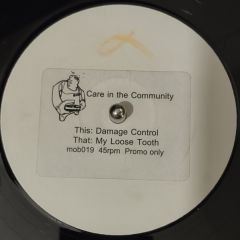 Care in the Community
This: Damage Control
That: My Loose Tooth
mob019 45rpm Promo only